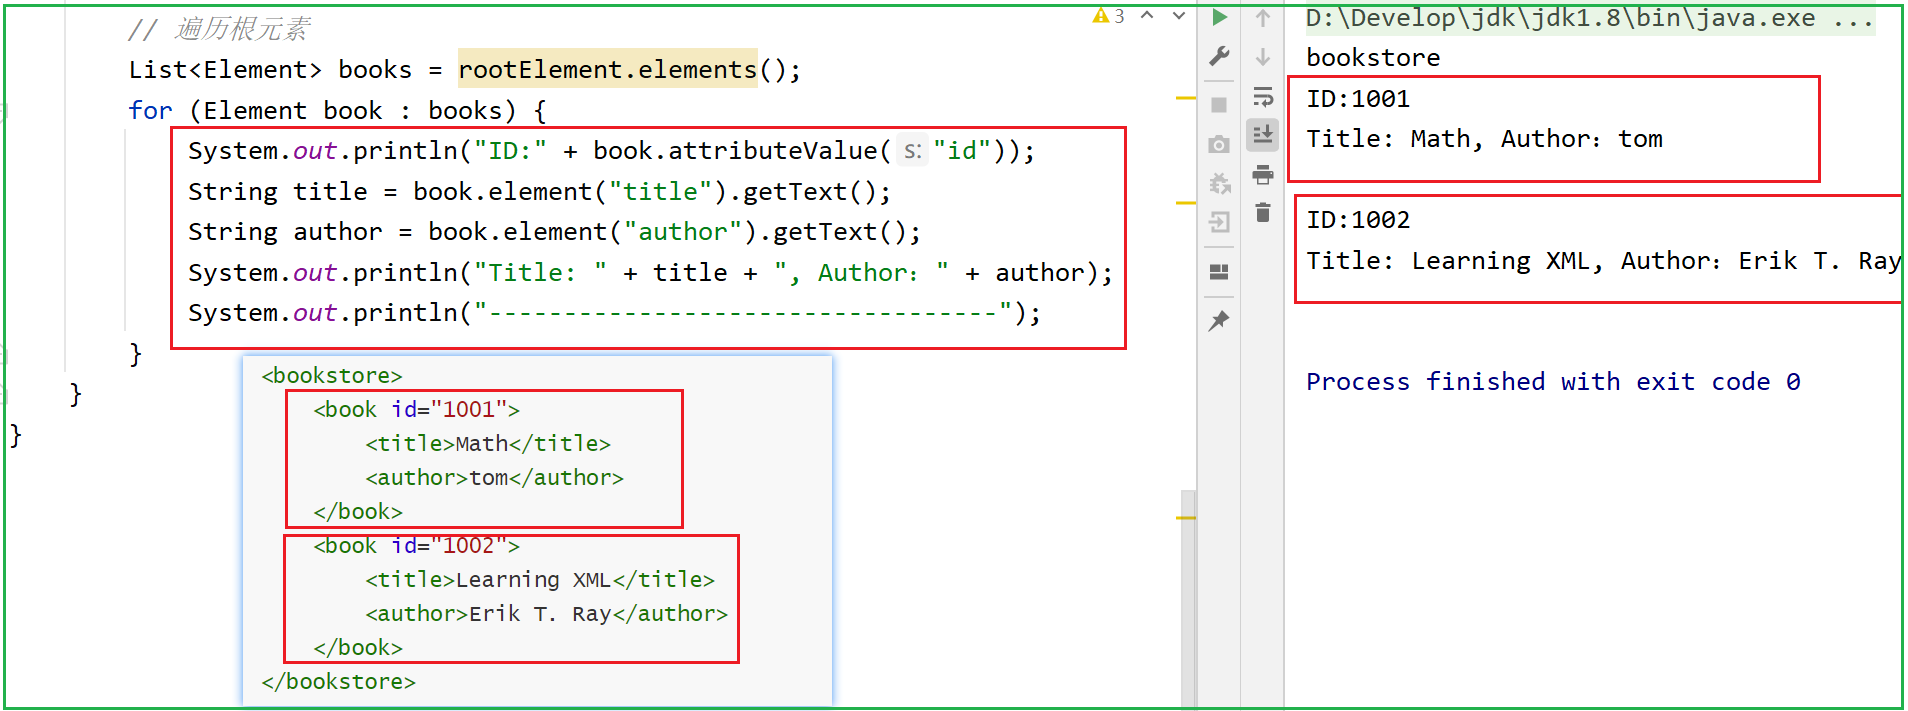 // 遍历根元素
List<Element> books = rootElement.elements();
for (Element book : books) {
System.out.println("ID:" + book.attributeValue( s: "id"));
String title = book.element("title").getText();
String author = book.element("author").getText();
System.out.println("Title: " + title + ", Author：" + author);
System.out.println("----------------------------------");
}
}
}
<bookstore>
<book id="1001">
<title>Math</title>
<author>tom</author>
</book>
<book id="1002">
<title>Learning XML</title>
<author>Erik T. Ray</author>
</book>
</bookstore>
3
D:\Develop\jdk\jdk1.8\bin\java.exe ...
bookstore
ID:1001
Title: Math, Author：tom
ID:1002
Title: Learning XML, Author：Erik T. Ray
Process finished with exit code 0